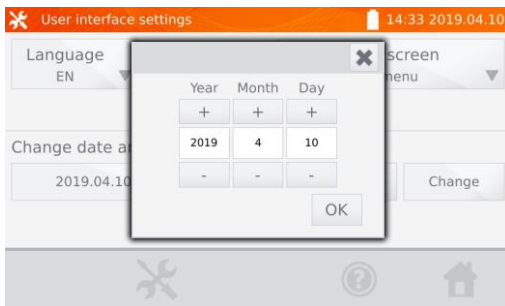 User interface settings 14:33 2019.04.10
Language screen
EN enu
Year Month Day
+ + +
2019 4 10
- - -
OK
Change date a
2019.04.10 Change
?